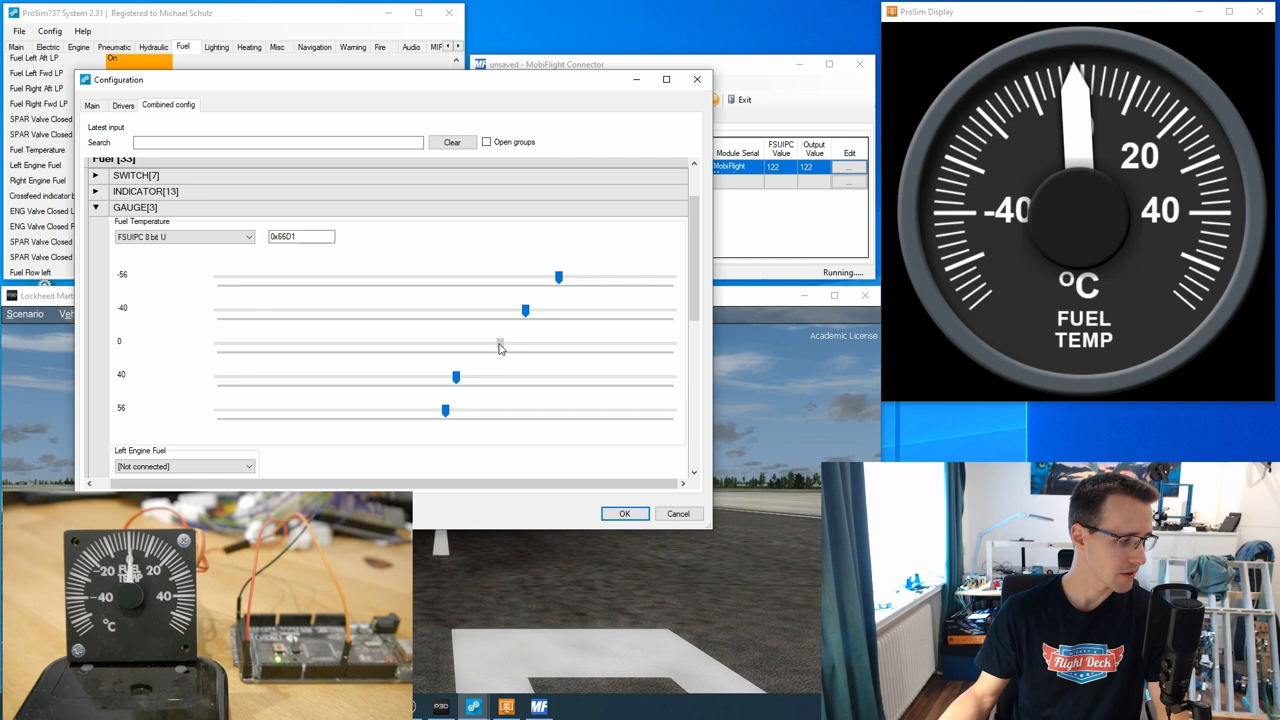 ProSim737 System 2.31 | Registered to Michael Schulz
File Config Help
Main Electric Engine Pneumatic Hydraulic Fuel Lighting Heating Misc Navigation Warning Fire Audio
Fuel Left Aft LP On
Fuel Left Fwd LP
Fuel Right Aft LP
Fuel Right Fwd LP
SPAR Valve Closed
SPAR Valve Closed
Fuel Temperature
Left Engine Fuel
Right Engine Fuel
Crossfeed indicator
ENG Valve Closed L
ENG Valve Closed R
SPAR Valve Closed
SPAR Valve Closed
Fuel Flow left
unsaved - MobiFlight Connector
Exit
Module Serial FSUIPC Value Output Value Edit
MobiFlight 122 122 ...
...
Running.....
Configuration
Main Drivers Combined config
Latest input
Search Clear Open groups
Fuel [33]
SWITCH[7]
INDICATOR[13]
GAUGE[3]
Fuel Temperature
FSUIPC 8 bit U 0x66D1
-56
-40
0
40
56
Left Engine Fuel
[Not connected]
OK Cancel
Lockheed Mart
Scenario Veh
Academic License
ProSim Display
20
-40 40
ºC
FUEL
TEMP
0
-20 FUEL 20
TEMP
-40 40
°C
Flight Deck
P3D MF